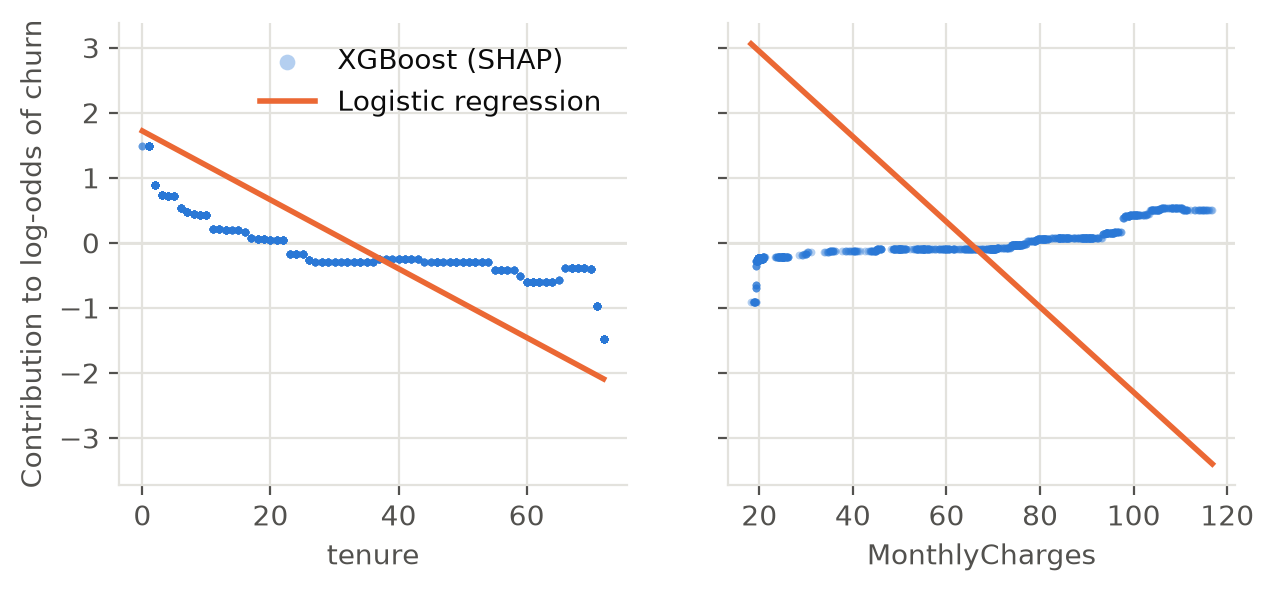 Contribution to log-odds of churn
3
2
1
0
−1
−2
−3
XGBoost (SHAP)
Logistic regression
0 20 40 60
tenure
20 40 60 80 100 120
MonthlyCharges